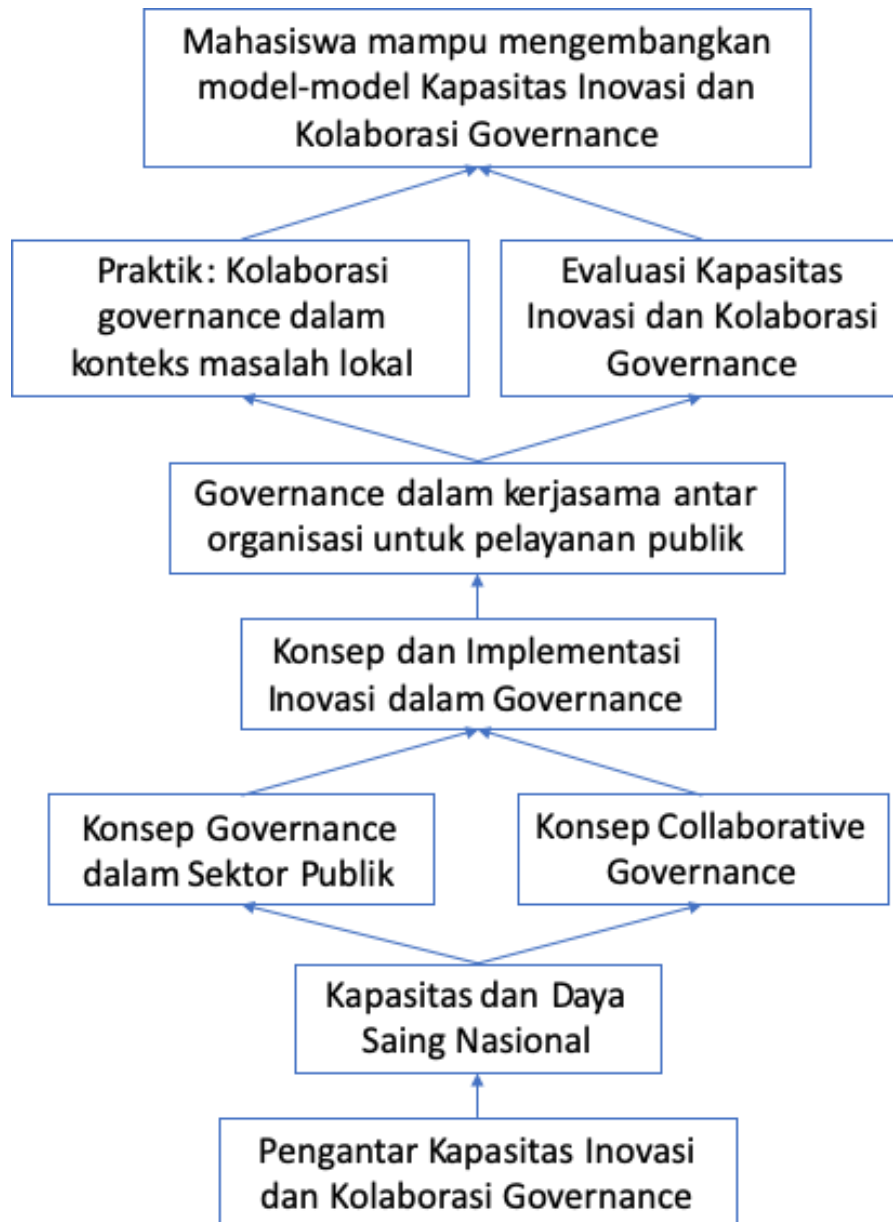 Mahasiswa mampu mengembangkan
model-model Kapasitas Inovasi dan
Kolaborasi Governance
Praktik: Kolaborasi
governance dalam
konteks masalah lokal
Evaluasi Kapasitas
Inovasi dan Kolaborasi
Governance
Governance dalam kerjasama antar
organisasi untuk pelayanan publik
Konsep dan Implementasi
Inovasi dalam Governance
Konsep Governance
dalam Sektor Publik
Konsep Collaborative
Governance
Kapasitas dan Daya
Saing Nasional
Pengantar Kapasitas Inovasi
dan Kolaborasi Governance